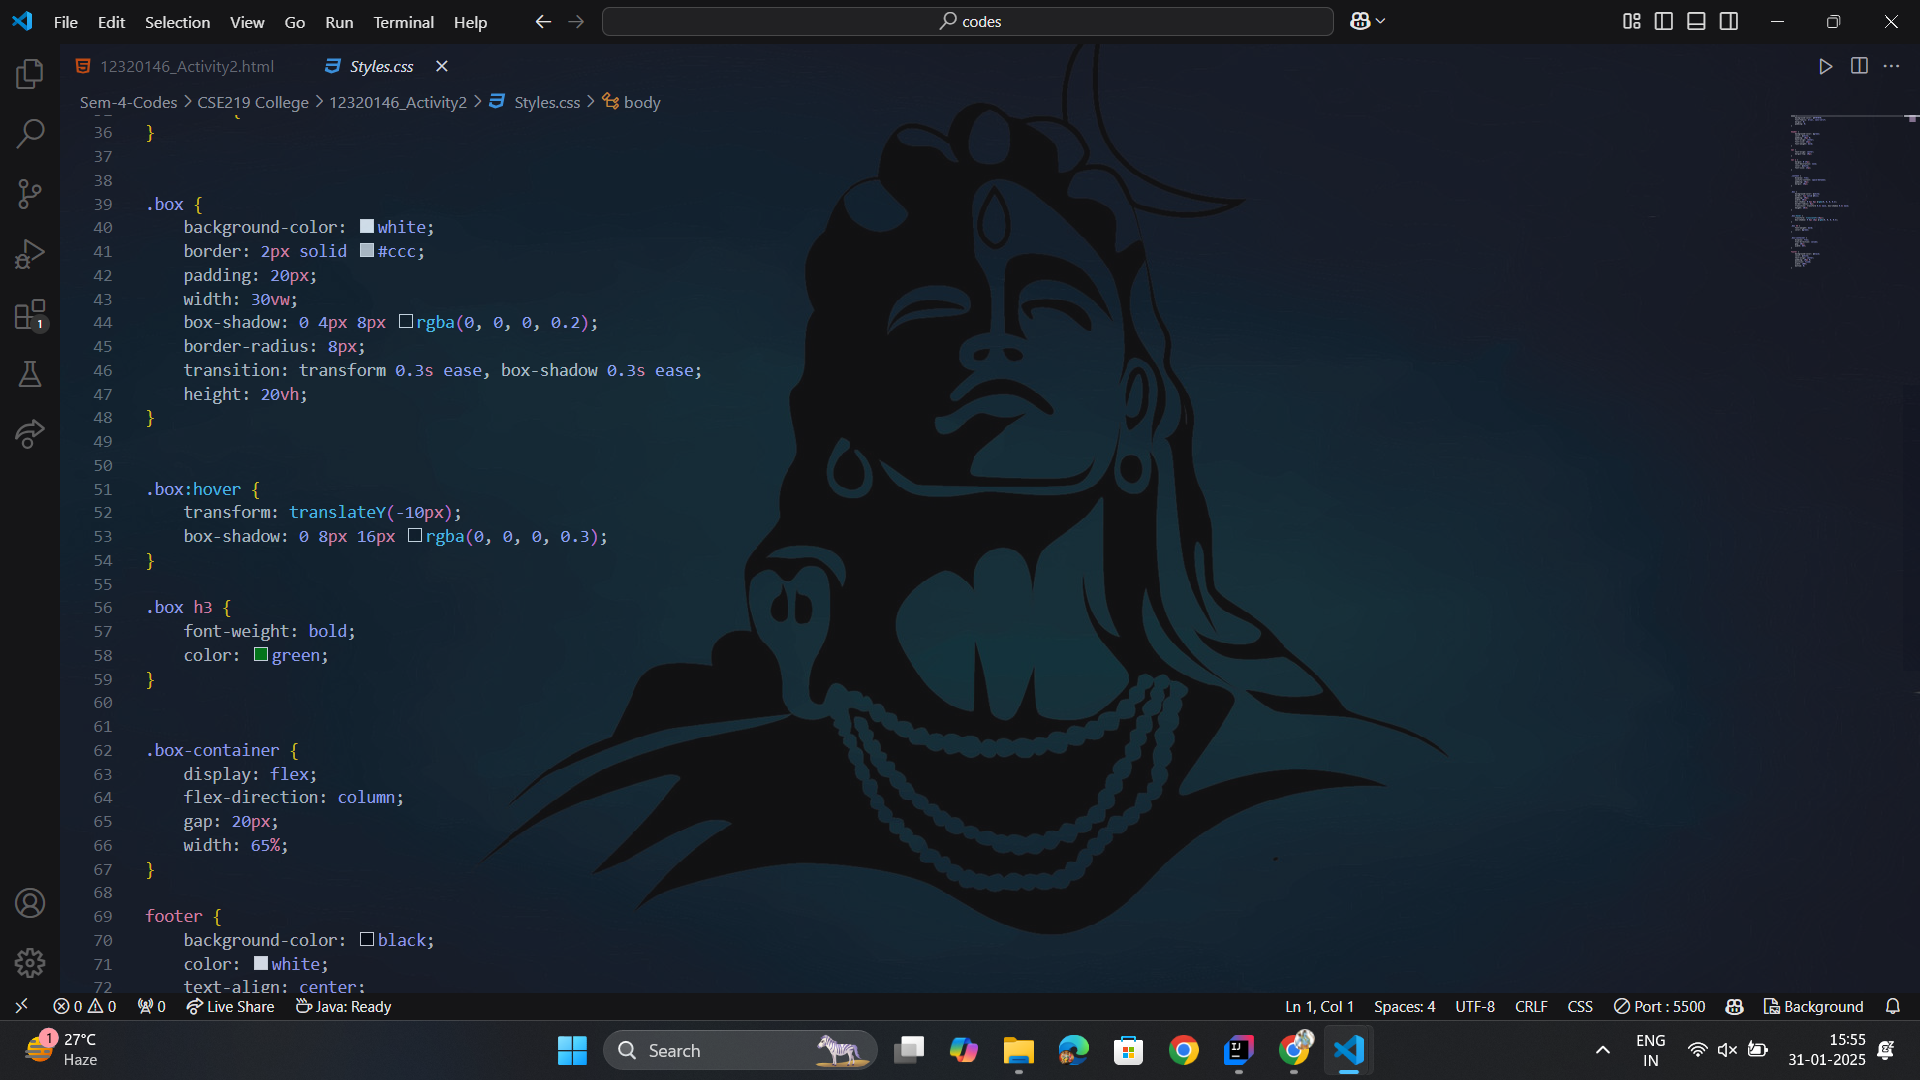 File Edit Selection View Go Run Terminal Help
codes
12320146_Activity2.html
Styles.css
Sem-4-Codes > CSE219 College > 12320146_Activity2 > Styles.css > body
36 }
37
38
39 .box {
40 background-color: white;
41 border: 2px solid #ccc;
42 padding: 20px;
43 width: 30vw;
44 box-shadow: 0 4px 8px rgba(0, 0, 0, 0.2);
45 border-radius: 8px;
46 transition: transform 0.3s ease, box-shadow 0.3s ease;
47 height: 20vh;
48 }
49
50
51 .box:hover {
52 transform: translateY(-10px);
53 box-shadow: 0 8px 16px rgba(0, 0, 0, 0.3);
54 }
55
56 .box h3 {
57 font-weight: bold;
58 color: green;
59 }
60
61
62 .box-container {
63 display: flex;
64 flex-direction: column;
65 gap: 20px;
66 width: 65%;
67 }
68
69 footer {
70 background-color: black;
71 color: white;
72 text-align: center;
1
0 0 0 Live Share Java: Ready
Ln 1, Col 1 Spaces: 4 UTF-8 CRLF CSS Port : 5500 Background
1
27°C
Haze
Search
ENG
IN
15:55
31-01-2025